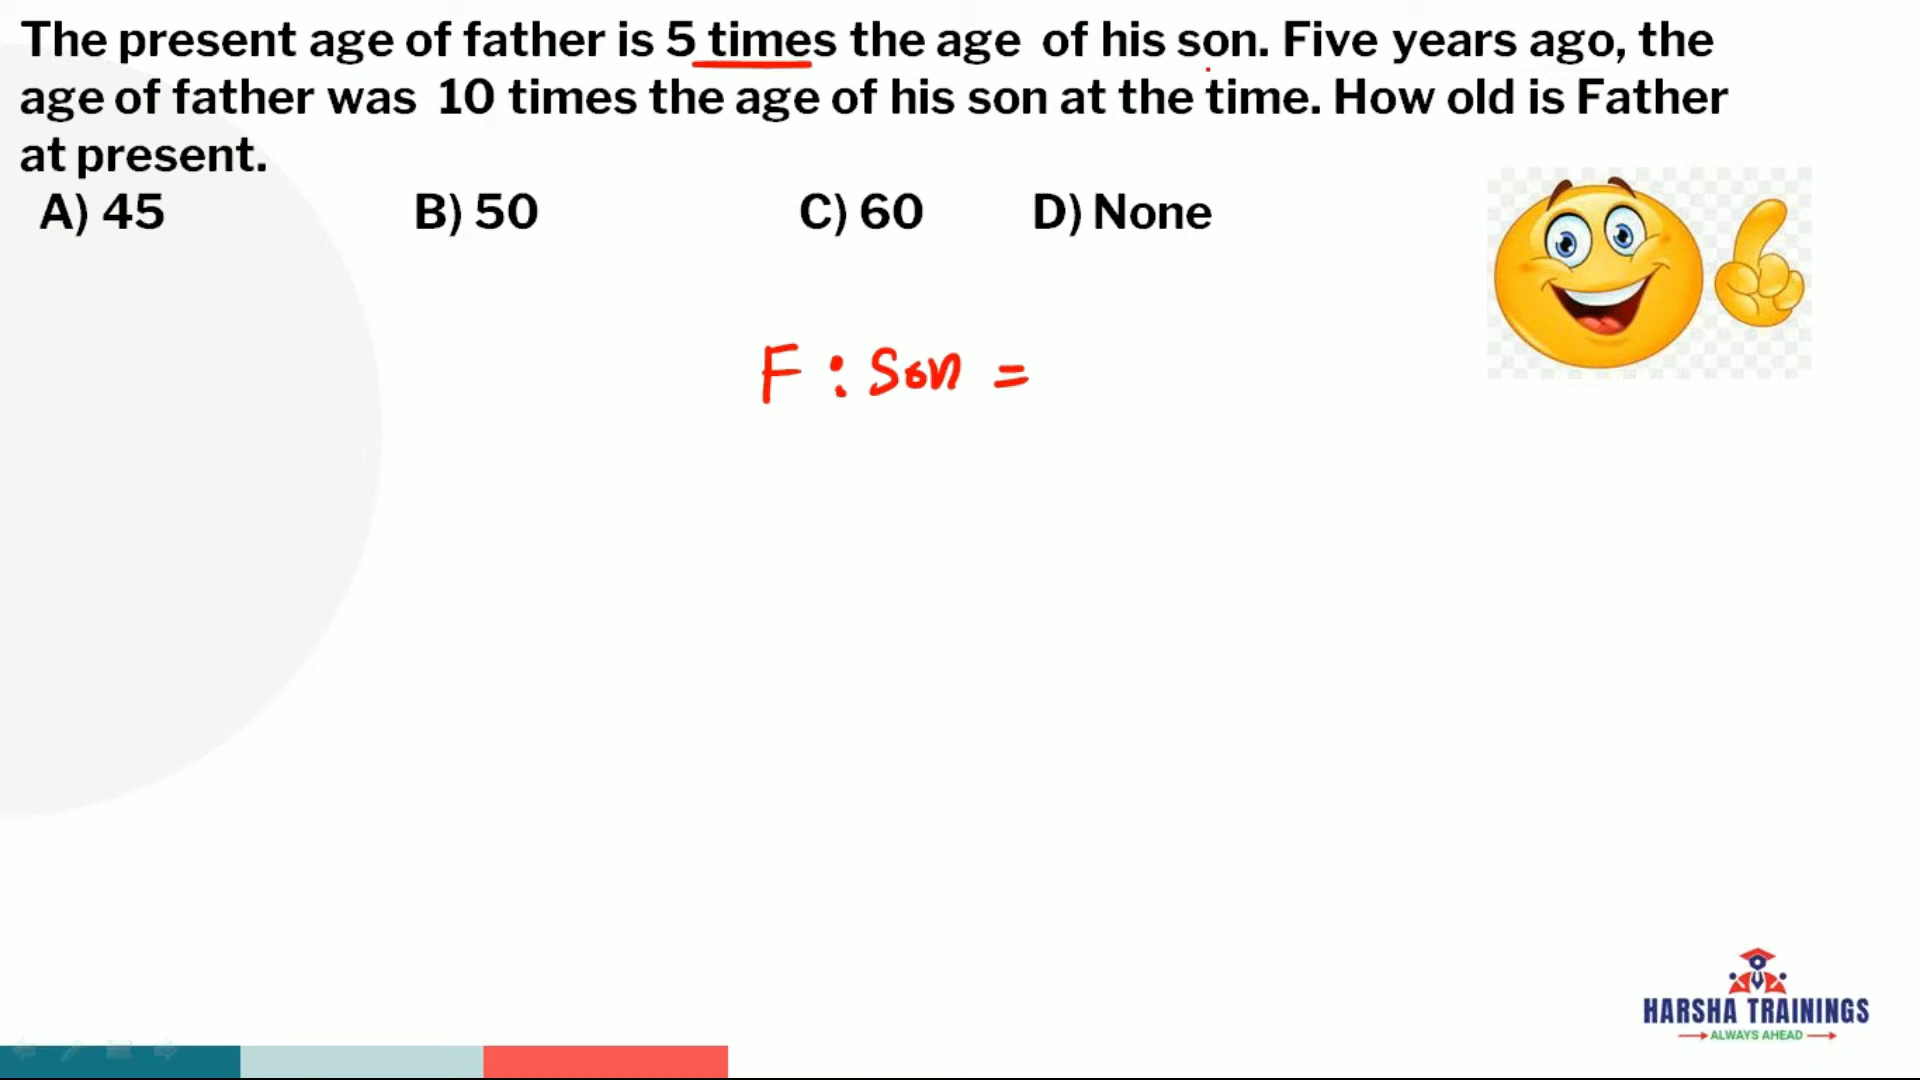 The present age of father is 5 times the age of his son. Five years ago, the
age of father was 10 times the age of his son at the time. How old is Father
at present.
A) 45 B) 50 C) 60 D) None
F : Son =
HARSHA TRAININGS
ALWAYS AHEAD